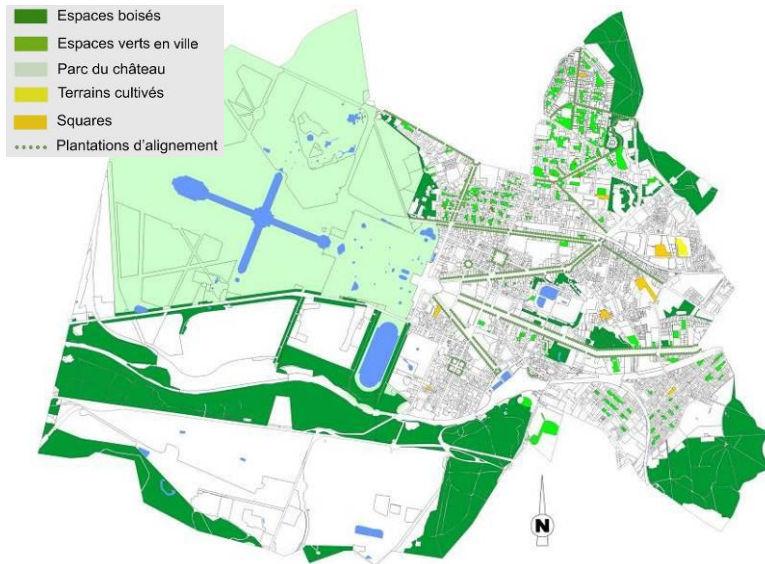 Espaces boisés
Espaces verts en ville
Parc du château
Terrains cultivés
Squares
Plantations d'alignement
N